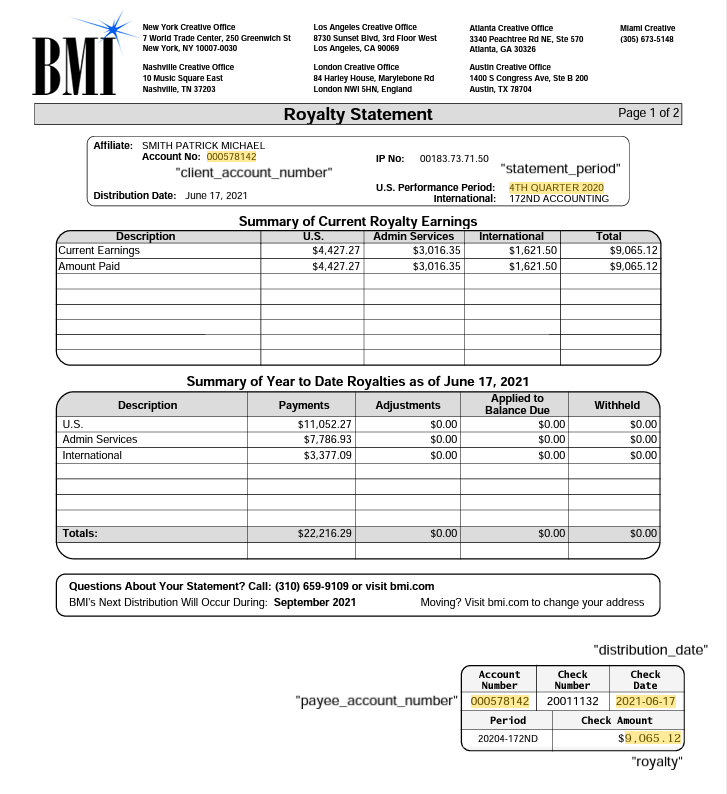 BMI
New York Creative Office
7 World Trade Center, 250 Greenwich St
New York, NY 10007-0030
Los Angeles Creative Office
8730 Sunset Blvd, 3rd Floor West
Los Angeles, CA 90069
Atlanta Creative Office
3340 Peachtree Rd NE, Ste 570
Atlanta, GA 30326
Miami Creative
(305) 673-5148
Nashville Creative Office
10 Music Square East
Nashville, TN 37203
London Creative Office
84 Harley House, Marylebone Rd
London NWI 5HN, England
Austin Creative Office
1400 S Congress Ave, Ste B 200
Austin, TX 78704
Royalty Statement Page 1 of 2
Affiliate: SMITH PATRICK MICHAEL
Account No: 000578142
"client_account_number"
Distribution Date: June 17, 2021
IP No: 00183.73.71.50
"statement_period"
U.S. Performance Period: 4TH QUARTER 2020
International: 172ND ACCOUNTING
Summary of Current Royalty Earnings
Description U.S. Admin Services International Total
Current Earnings $4,427.27 $3,016.35 $1,621.50 $9,065.12
Amount Paid $4,427.27 $3,016.35 $1,621.50 $9,065.12
Summary of Year to Date Royalties as of June 17, 2021
Description Payments Adjustments Applied to Balance Due Withheld
U.S. $11,052.27 $0.00 $0.00 $0.00
Admin Services $7,786.93 $0.00 $0.00 $0.00
International $3,377.09 $0.00 $0.00 $0.00
Totals: $22,216.29 $0.00 $0.00 $0.00
Questions About Your Statement? Call: (310) 659-9109 or visit bmi.com
BMI's Next Distribution Will Occur During: September 2021 Moving? Visit bmi.com to change your address
"distribution_date"
Account Number Check Number Check Date
"payee_account_number" 000578142 20011132 2021-06-17
Period Check Amount
20204-172ND $9,065.12
"royalty"